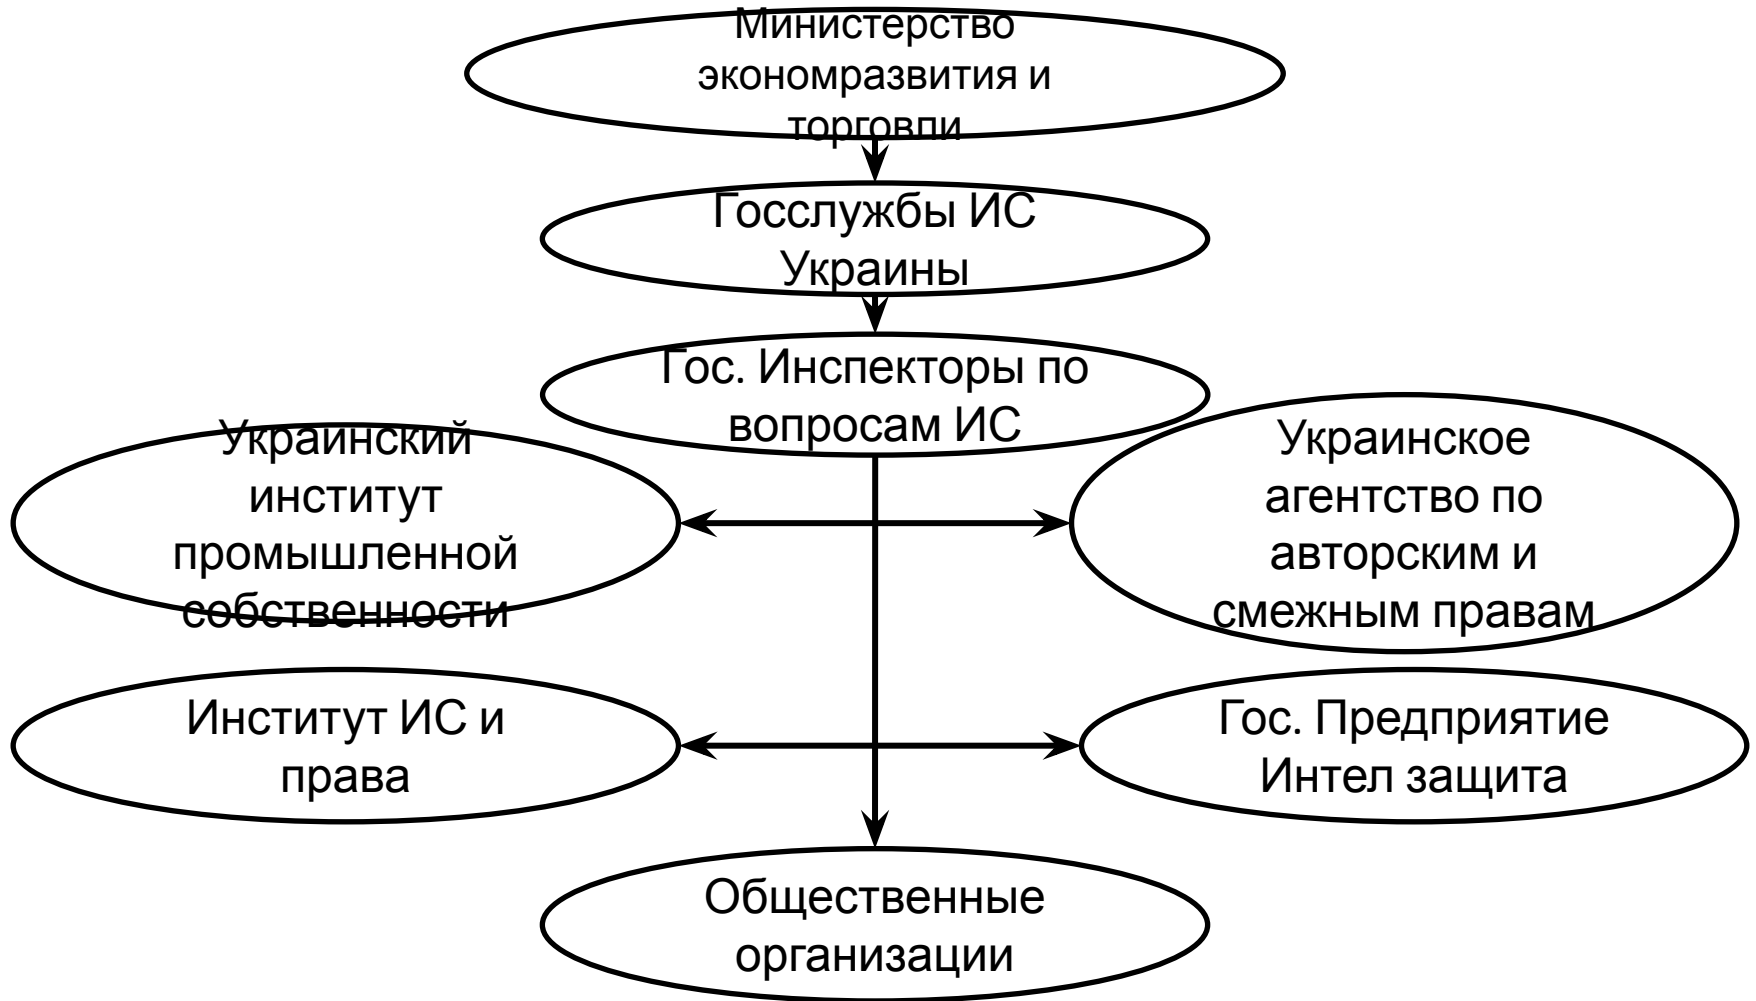 Министерство
экономразвития и
торговли
Госслужбы ИС
Украины
Гос. Инспекторы по
вопросам ИС
Украинский
институт
промышленной
собственности
Украинское
агентство по
авторским и
смежным правам
Институт ИС и
права
Гос. Предприятие
Интел защита
Общественные
организации